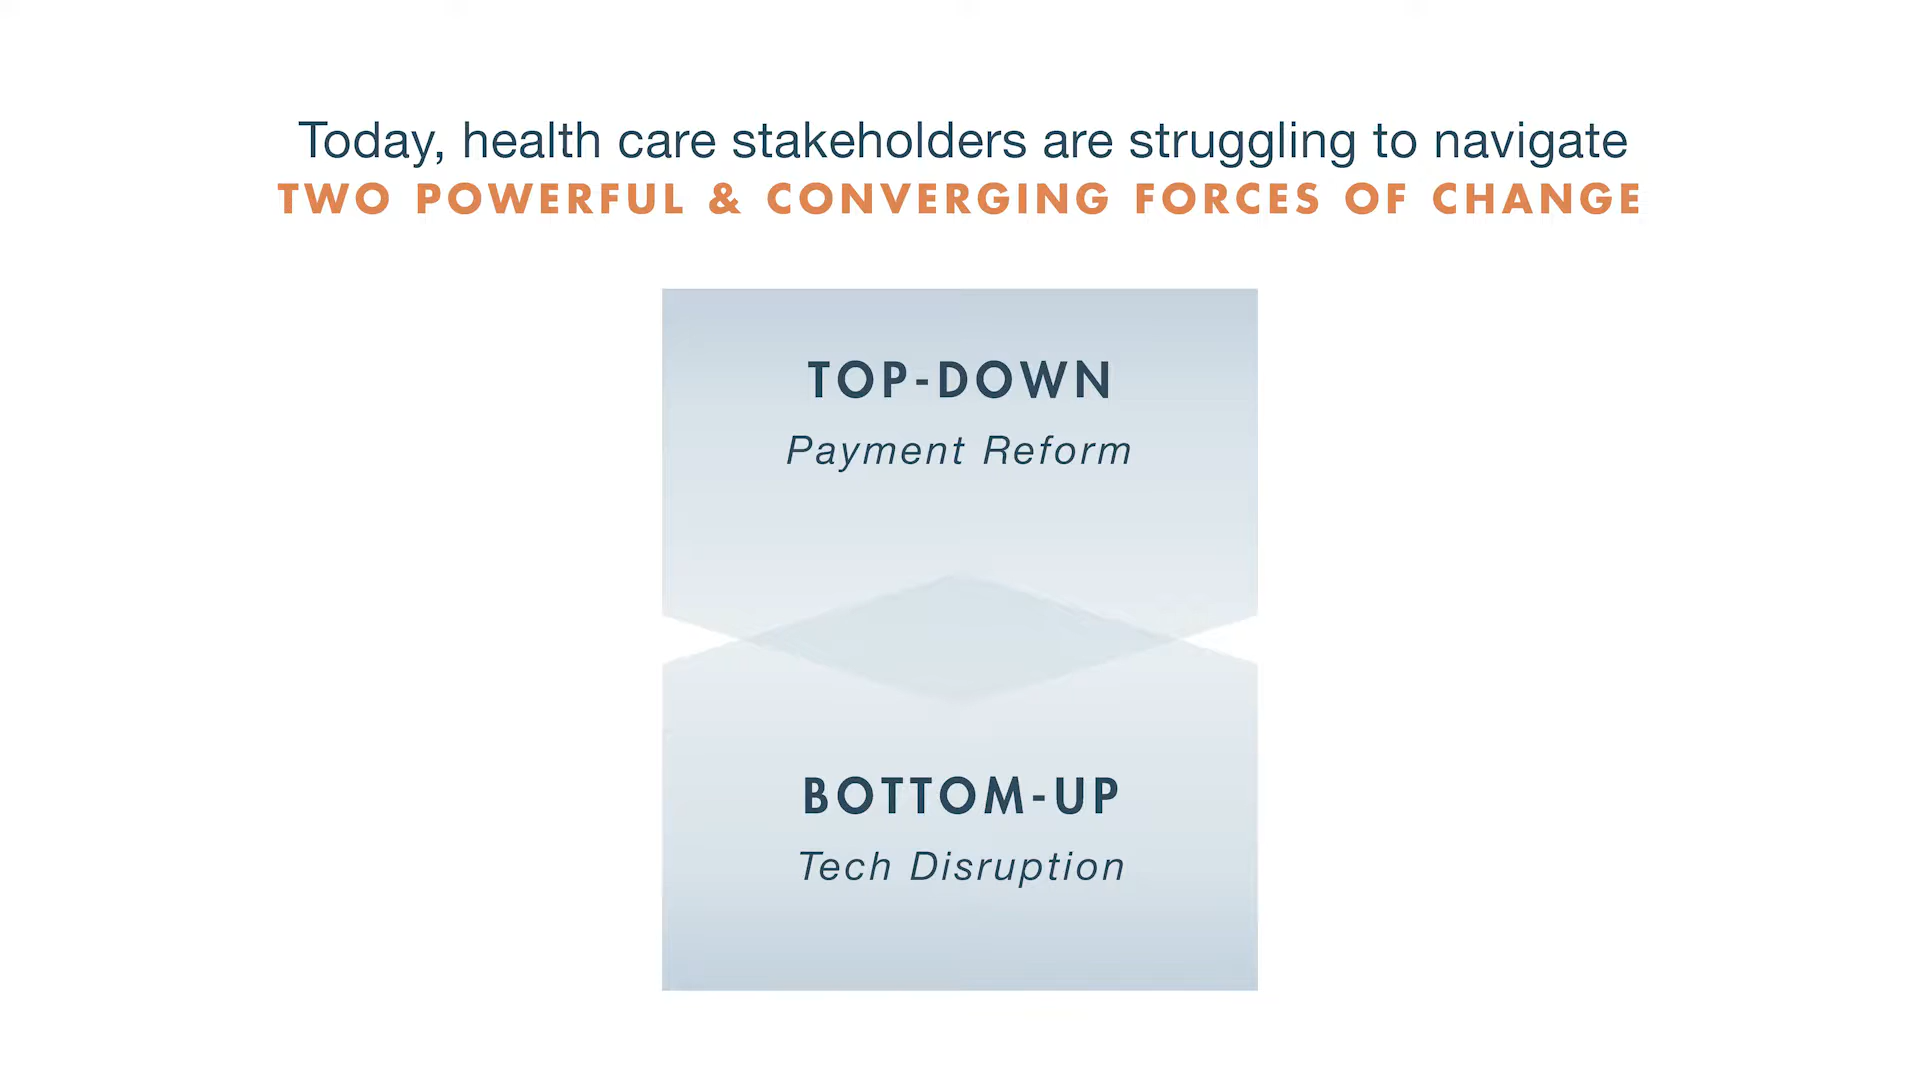 Today, health care stakeholders are struggling to navigate
TWO POWERFUL & CONVERGING FORCES OF CHANGE
TOP-DOWN
Payment Reform
BOTTOM-UP
Tech Disruption